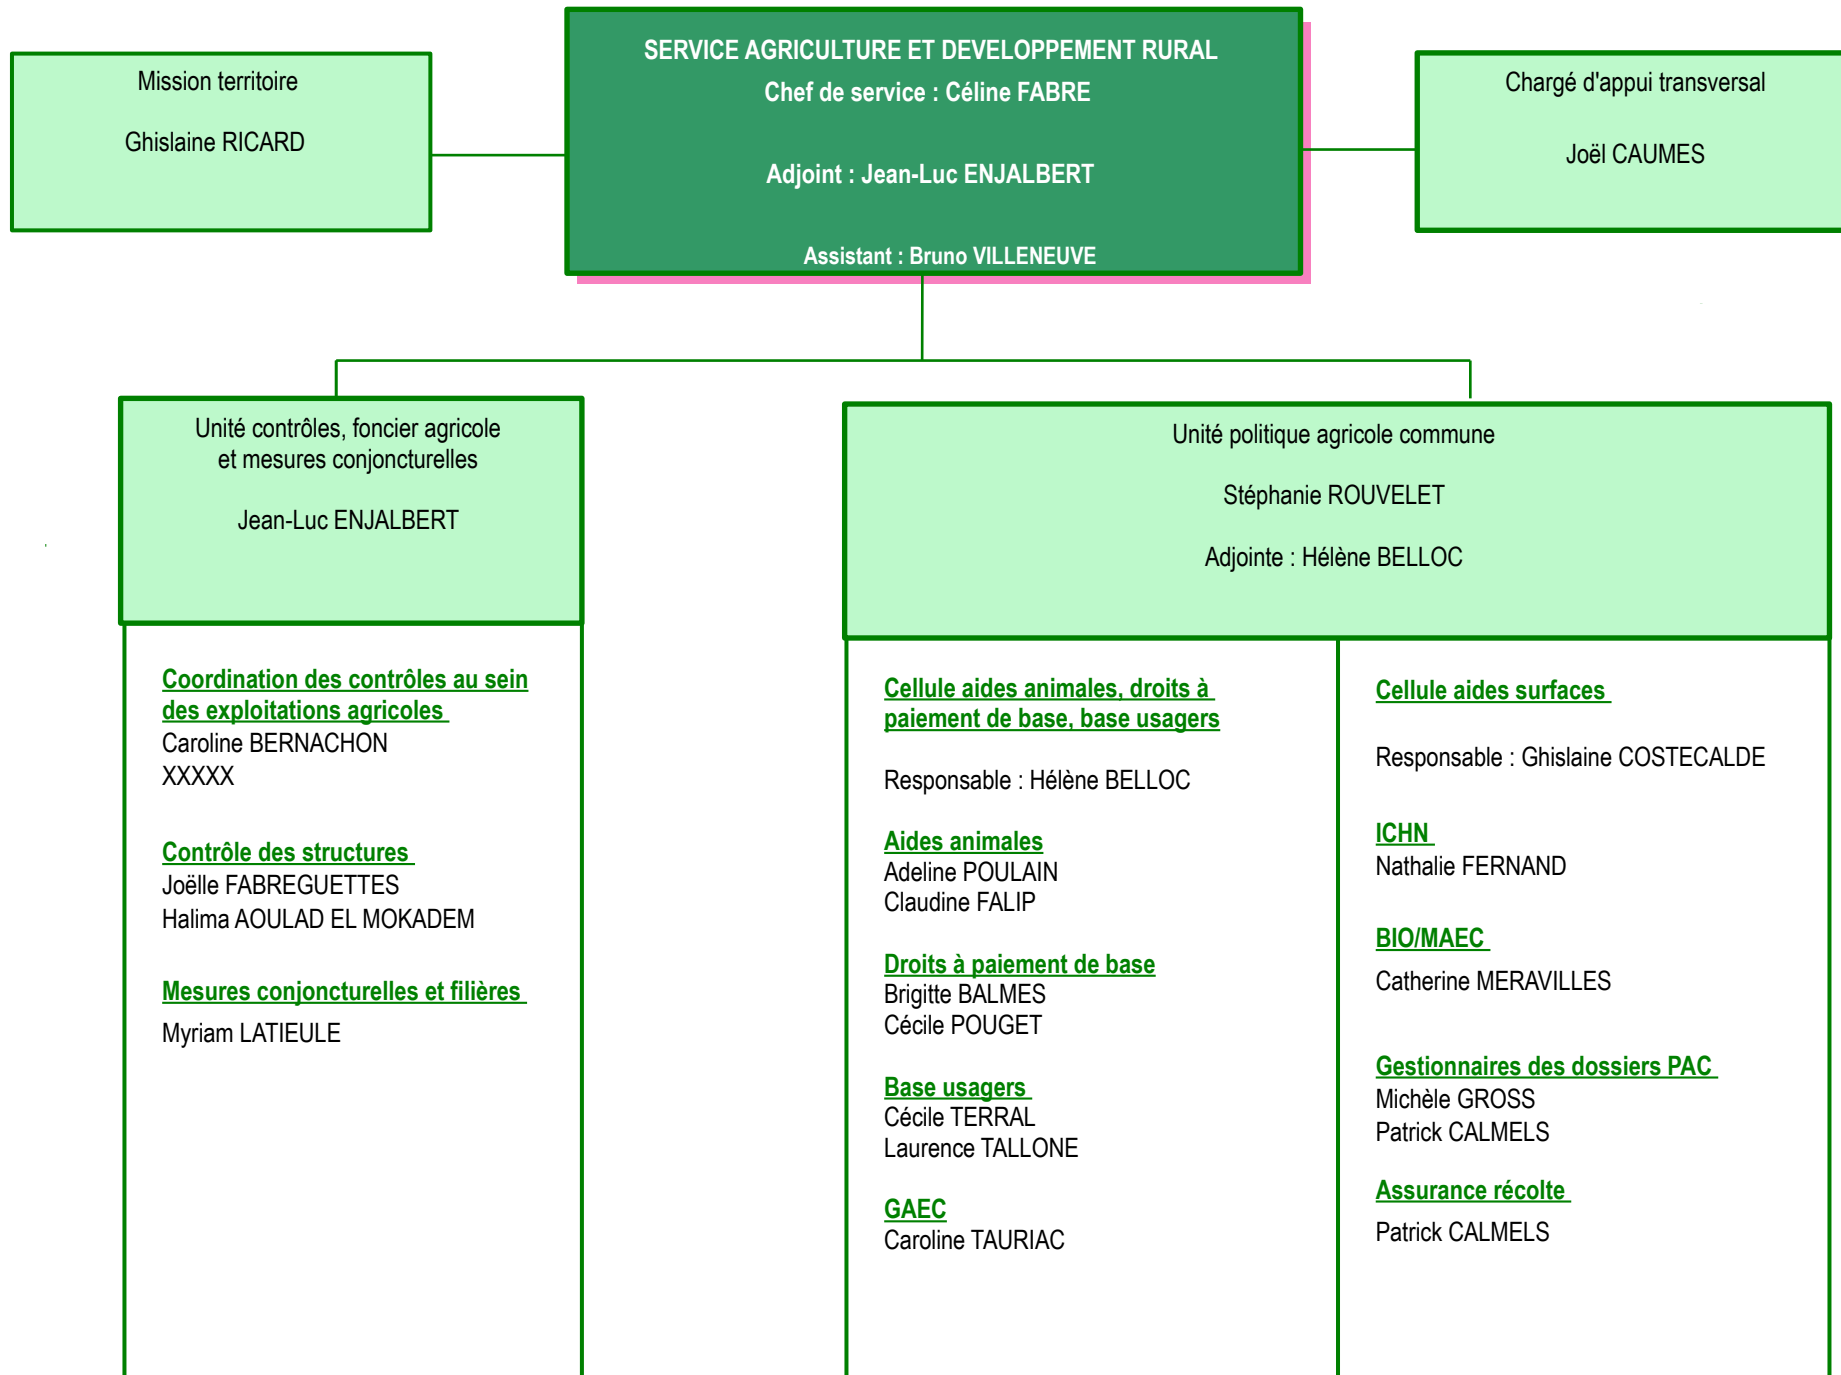 Mission territoire
Ghislaine RICARD
SERVICE AGRICULTURE ET DEVELOPPEMENT RURAL
Chef de service : Céline FABRE
Adjoint : Jean-Luc ENJALBERT
Assistant : Bruno VILLENEUVE
Chargé d'appui transversal
Joël CAUMES
Unité contrôles, foncier agricole
et mesures conjoncturelles
Jean-Luc ENJALBERT
Coordination des contrôles au sein
des exploitations agricoles
Caroline BERNACHON
XXXXX
Contrôle des structures
Joëlle FABREGUETTES
Halima AOULAD EL MOKADEM
Mesures conjoncturelles et filières
Myriam LATIEULE
Unité politique agricole commune
Stéphanie ROUVELET
Adjointe : Hélène BELLOC
Cellule aides animales, droits à
paiement de base, base usagers
Responsable : Hélène BELLOC
Aides animales
Adeline POULAIN
Claudine FALIP
Droits à paiement de base
Brigitte BALMES
Cécile POUGET
Base usagers
Cécile TERRAL
Laurence TALLONE
GAEC
Caroline TAURIAC
Cellule aides surfaces
Responsable : Ghislaine COSTECALDE
ICHN
Nathalie FERNAND
BIO/MAEC
Catherine MERAVILLES
Gestionnaires des dossiers PAC
Michèle GROSS
Patrick CALMELS
Assurance récolte
Patrick CALMELS